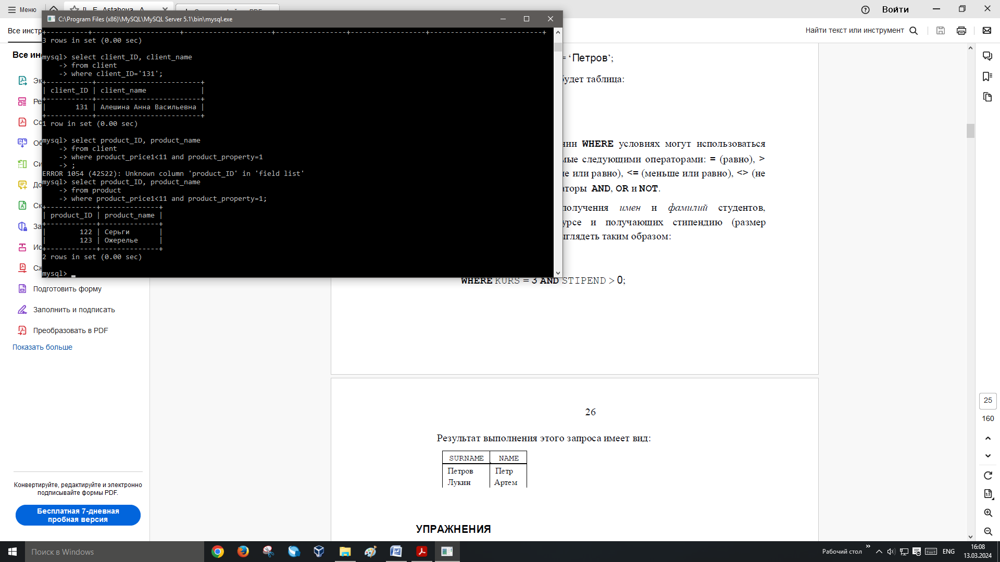 Меню
[I._F._Astahova,_A
C:\Program Files (x86)\MySQL\MySQL Server 5.1\bin\mysql.exe
Войти
Все инстр
Найти текст или инструмент
+----------+---------------------+---------------------+-----------------+------------------+---------------------------+
3 rows in set (0.00 sec)
mysql> select client_ID, client_name
    -> from client
    -> where client_ID='131';
+-----------+-------------------------+
| client_ID | client_name             |
+-----------+-------------------------+
|       131 | Алешина Анна Васильевна |
+-----------+-------------------------+
1 row in set (0.00 sec)
mysql> select product_ID, product_name
    -> from client
    -> where product_price1<11 and product_property=1
    -> ;
ERROR 1054 (42S22): Unknown column 'product_ID' in 'field list'
mysql> select product_ID, product_name
    -> from product
    -> where product_price1<11 and product_property=1;
+------------+--------------+
| product_ID | product_name |
+------------+--------------+
|        122 | Серьги       |
|        123 | Ожерелье     |
+------------+--------------+
2 rows in set (0.00 sec)
mysql>
Все ин
Эк
Ре
Со
Об
Си
До
Ск
За
Ис
Сж
Подготовить форму
Заполнить и подписать
Преобразовать в PDF
Показать больше
Конвертируйте, редактируйте и электронно
подписывайте формы PDF.
Бесплатная 7-дневная
пробная версия
= ‘Петров’;
будет таблица:
нии WHERE условиях могут использоваться
мые следующими операторами: = (равно), >
е или равно), <= (меньше или равно), <> (не
аторы AND, OR и NOT.
получения имен и фамилий студентов,
урсе и получающих стипендию (размер
ыглядеть таким образом:
WHERE KURS = 3 AND STIPEND > 0;
26
Результат выполнения этого запроса имеет вид:
SURNAME NAME
Петров Петр
Лукин Артем
УПРАЖНЕНИЯ
25
160
Поиск в Windows
Рабочий стол
ENG
16:08
13.03.2024